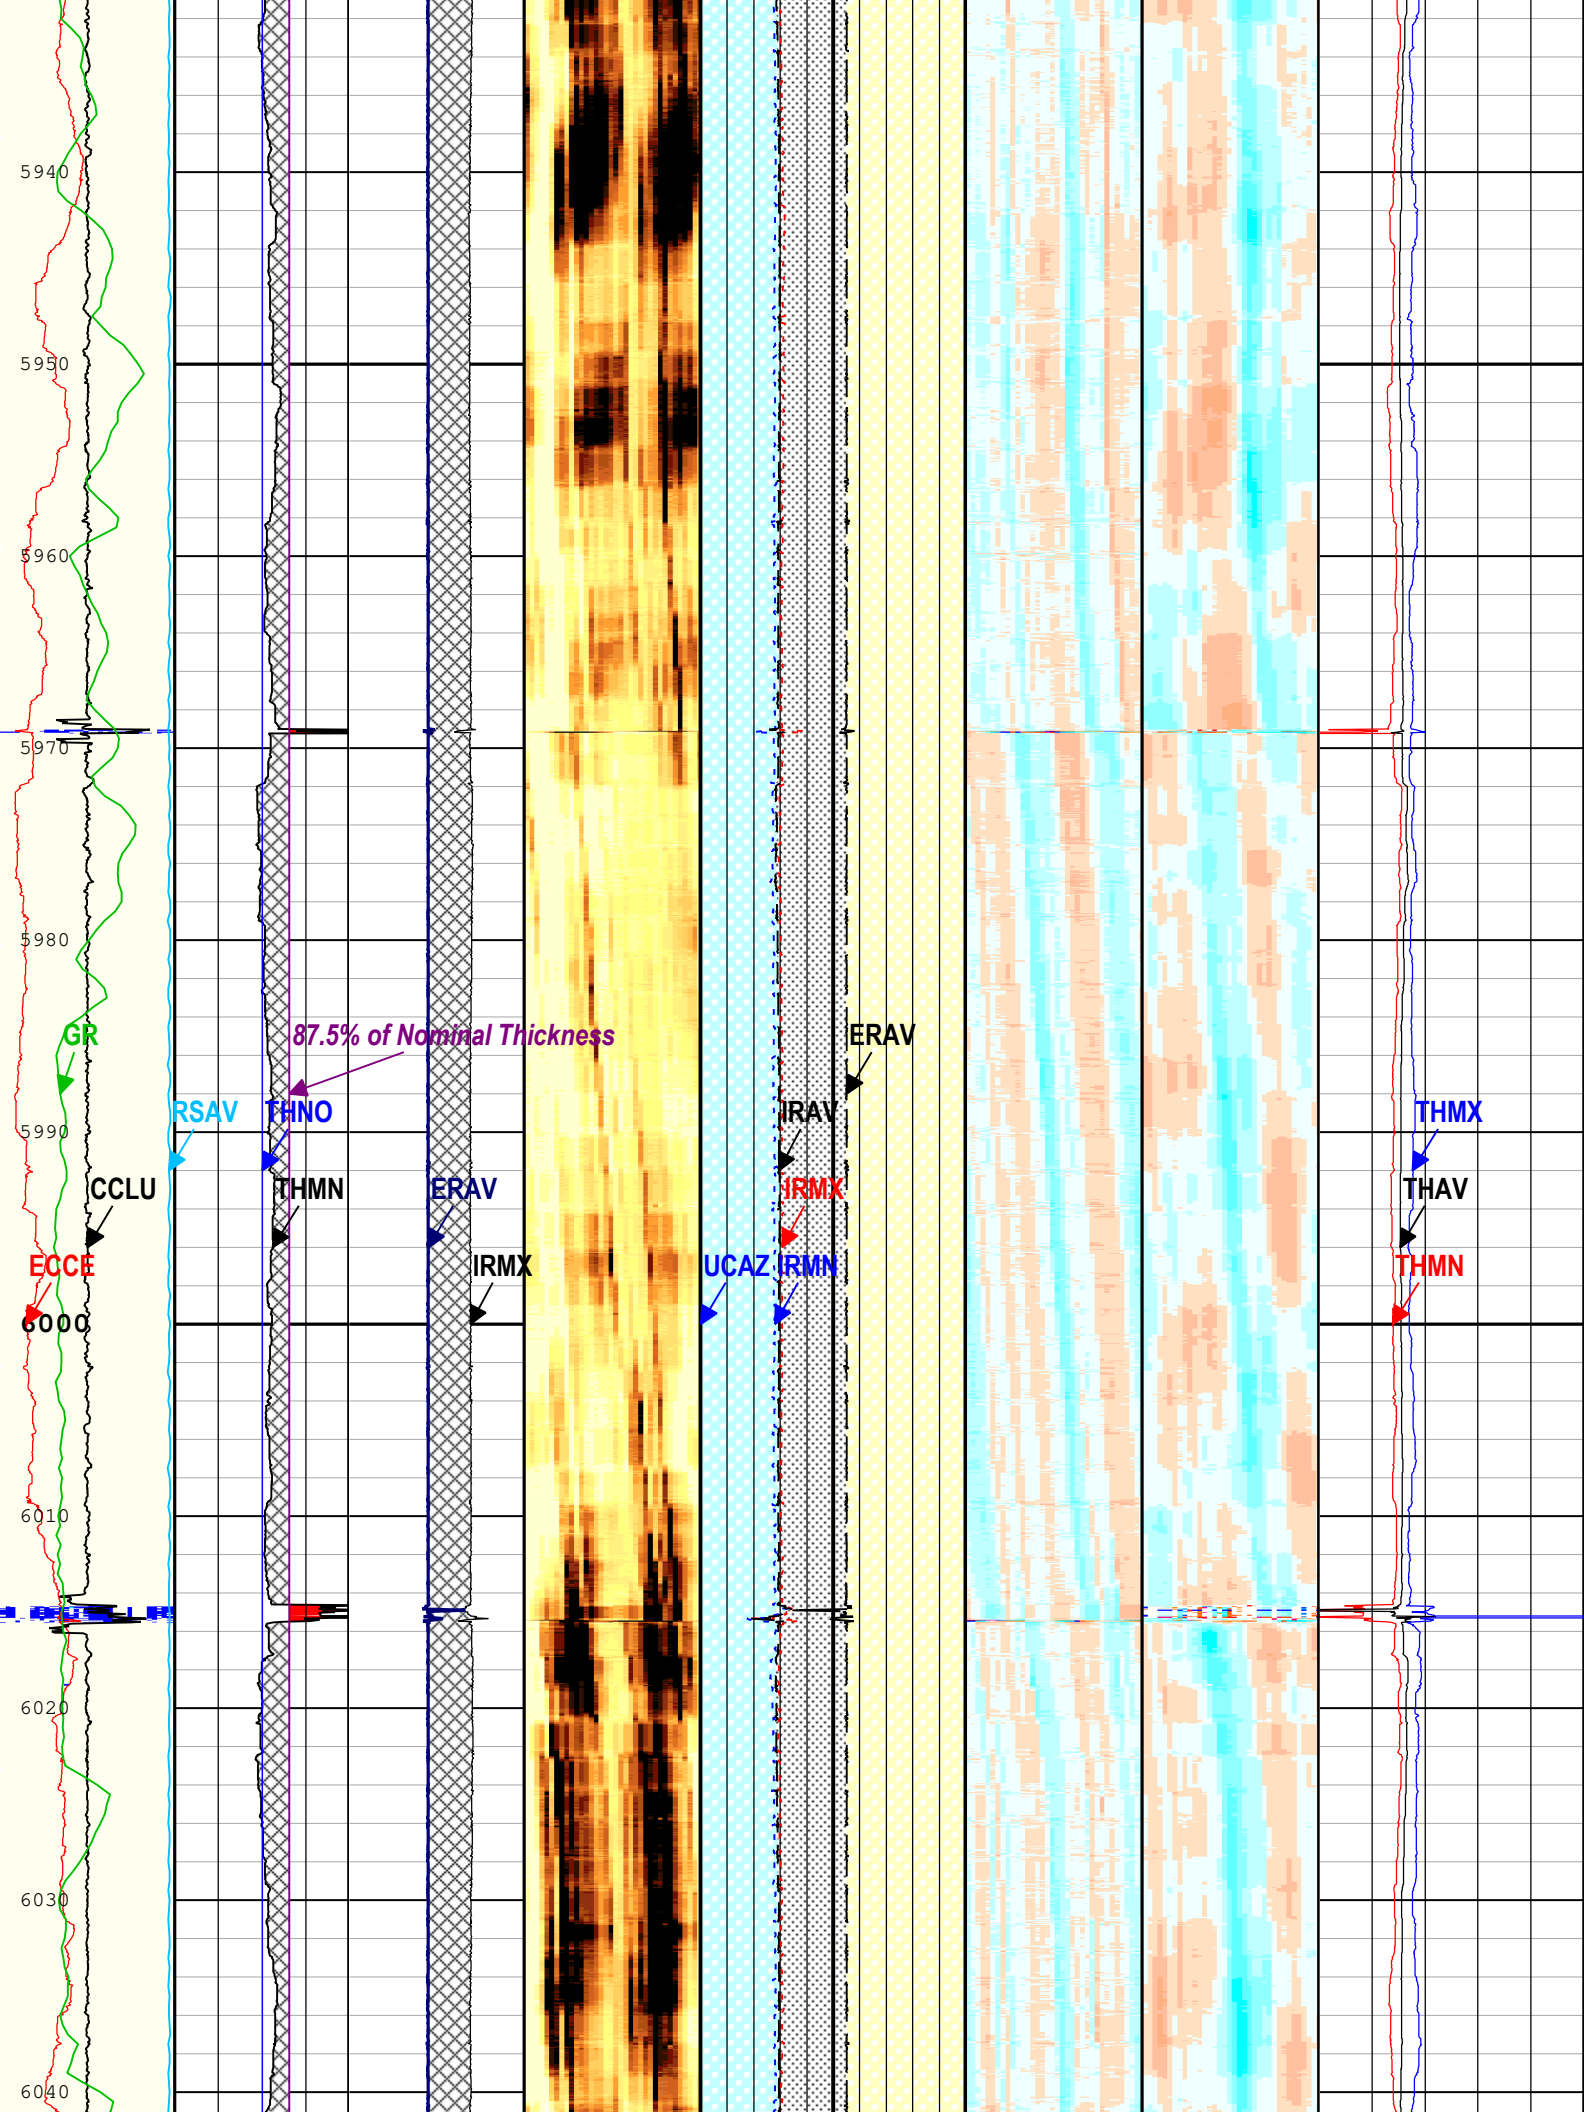 5940
5950
5960
5970
5980
GR
87.5% of Nominal Thickness
ERAV
RSAV
THNO
IRAV
THMX
5990
CCLU
THMN
ERAV
IRMX
THAV
ECCE
IRMX
UCAZ
IRMN
THMN
6000
6010
6020
6030
6040